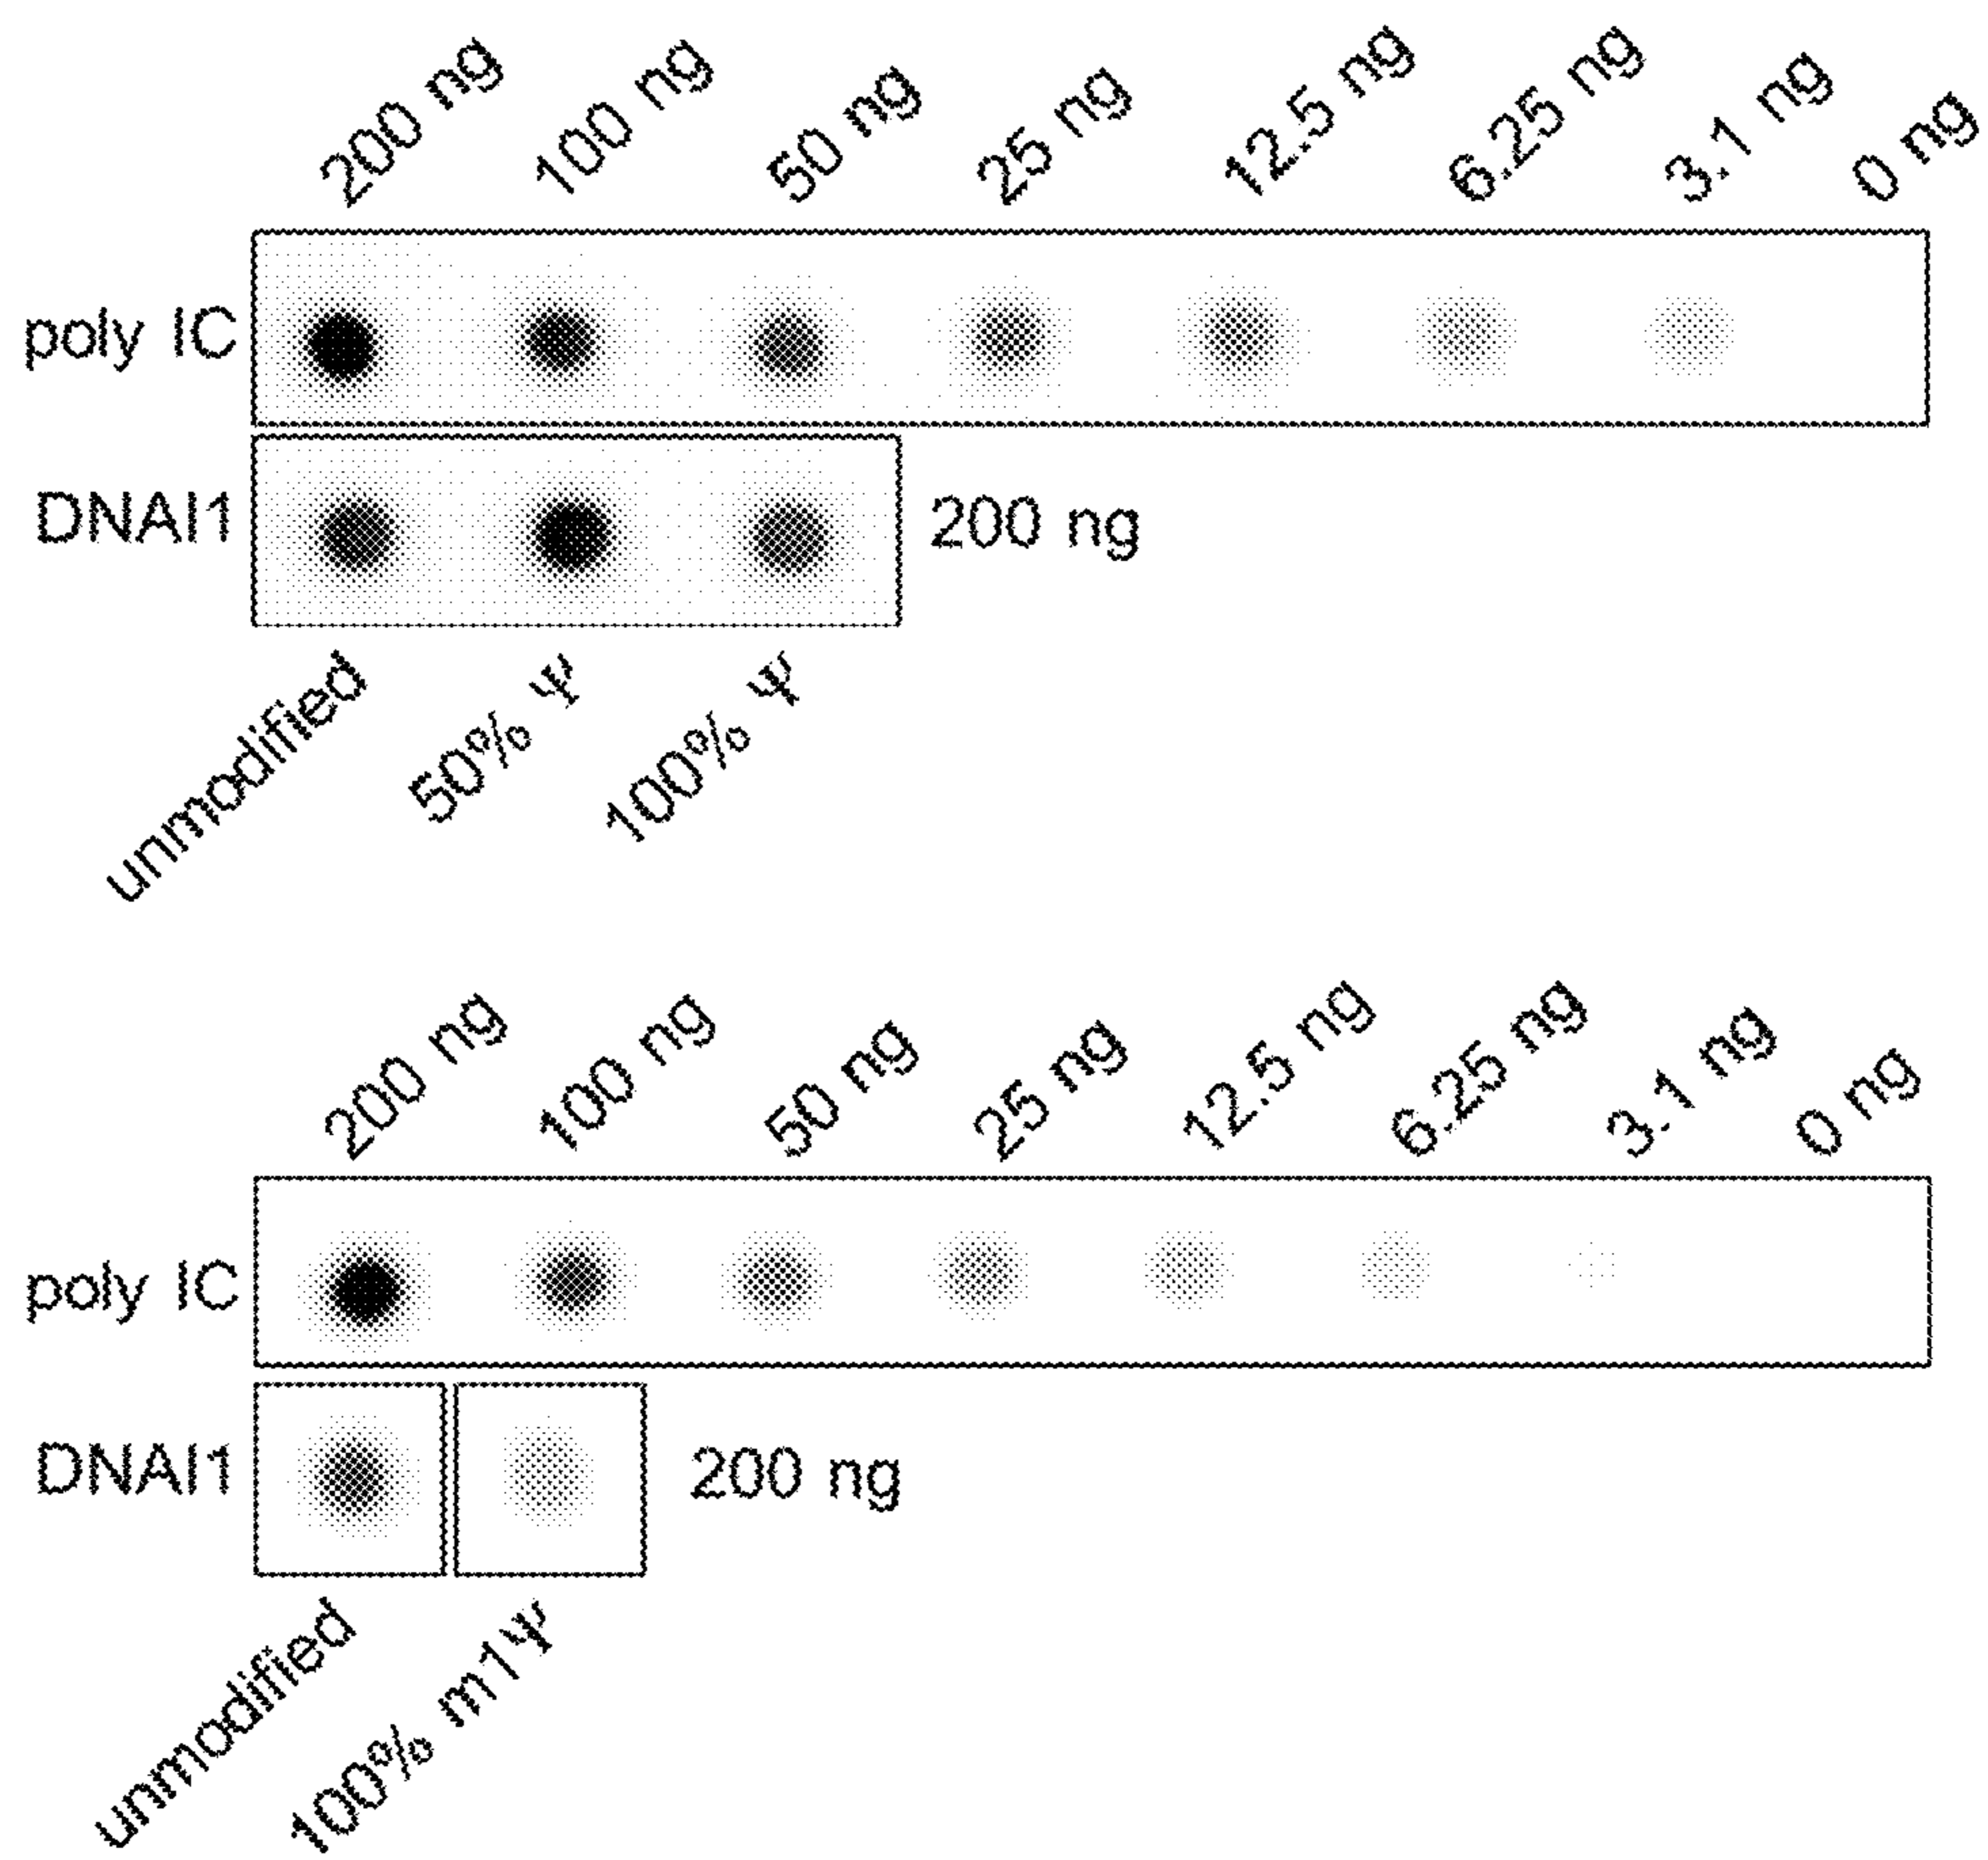 200 ng 100 ng 50 ng 25 ng 12.5 ng 6.25 ng 3.1 ng 0 ng
poly IC
DNAI1 200 ng
unmodified 50% Ψ 100% Ψ
200 ng 100 ng 50 ng 25 ng 12.5 ng 6.25 ng 3.1 ng 0 ng
poly IC
DNAI1 200 ng
unmodified 100% m1Ψ